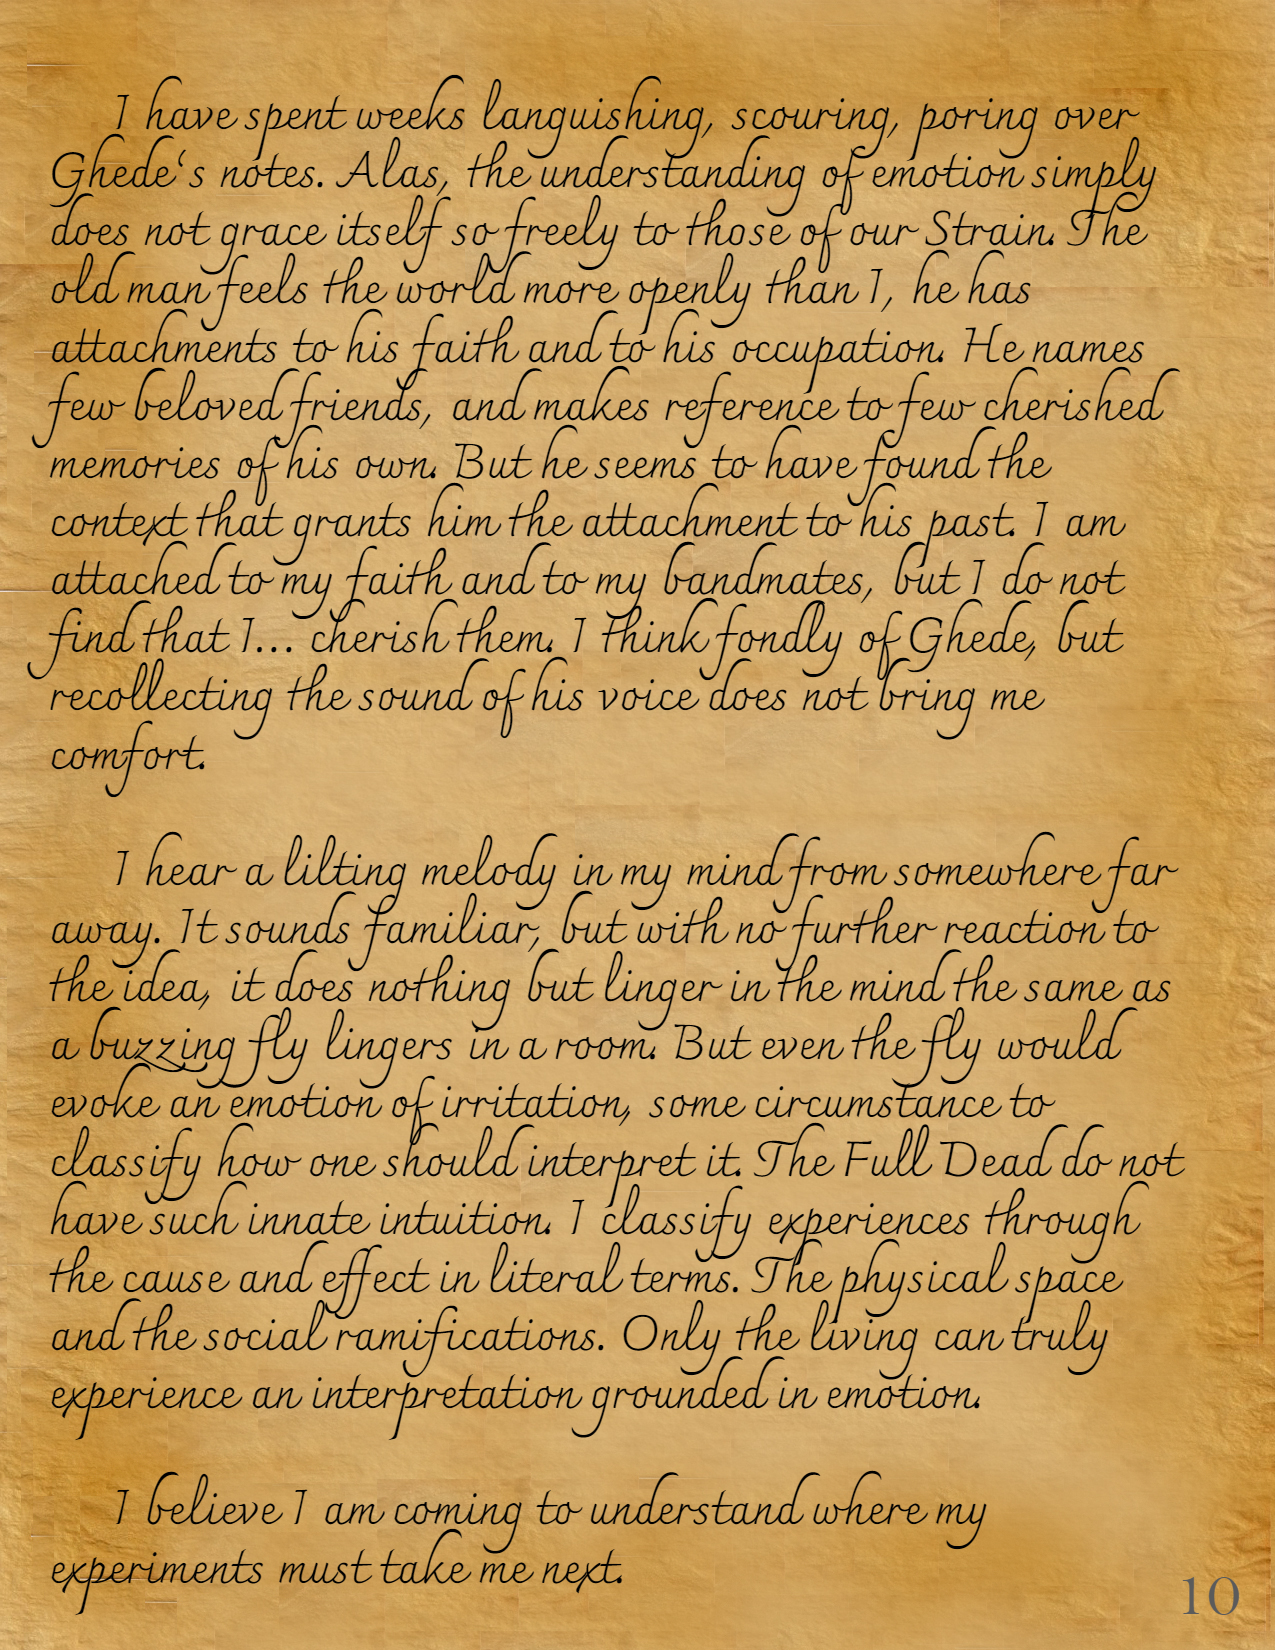 I have spent weeks languishing, scouring, poring over
Ghede‘s notes. Alas, the understanding of emotion simply
does not grace itself so freely to those of our Strain. The
old man feels the world more openly than I, he has
attachments to his faith and to his occupation. He names
few beloved friends, and makes reference to few cherished
memories of his own. But he seems to have found the
context that grants him the attachment to his past. I am
attached to my faith and to my bandmates, but I do not
find that I... cherish them. I think fondly of Ghede, but
recollecting the sound of his voice does not bring me
comfort.
I hear a lilting melody in my mind from somewhere far
away. It sounds familiar, but with no further reaction to
the idea, it does nothing but linger in the mind the same as
a buzzing fly lingers in a room. But even the fly would
evoke an emotion of irritation, some circumstance to
classify how one should interpret it. The Full Dead do not
have such innate intuition. I classify experiences through
the cause and effect in literal terms. The physical space
and the social ramifications. Only the living can truly
experience an interpretation grounded in emotion.
I believe I am coming to understand where my
experiments must take me next.
10